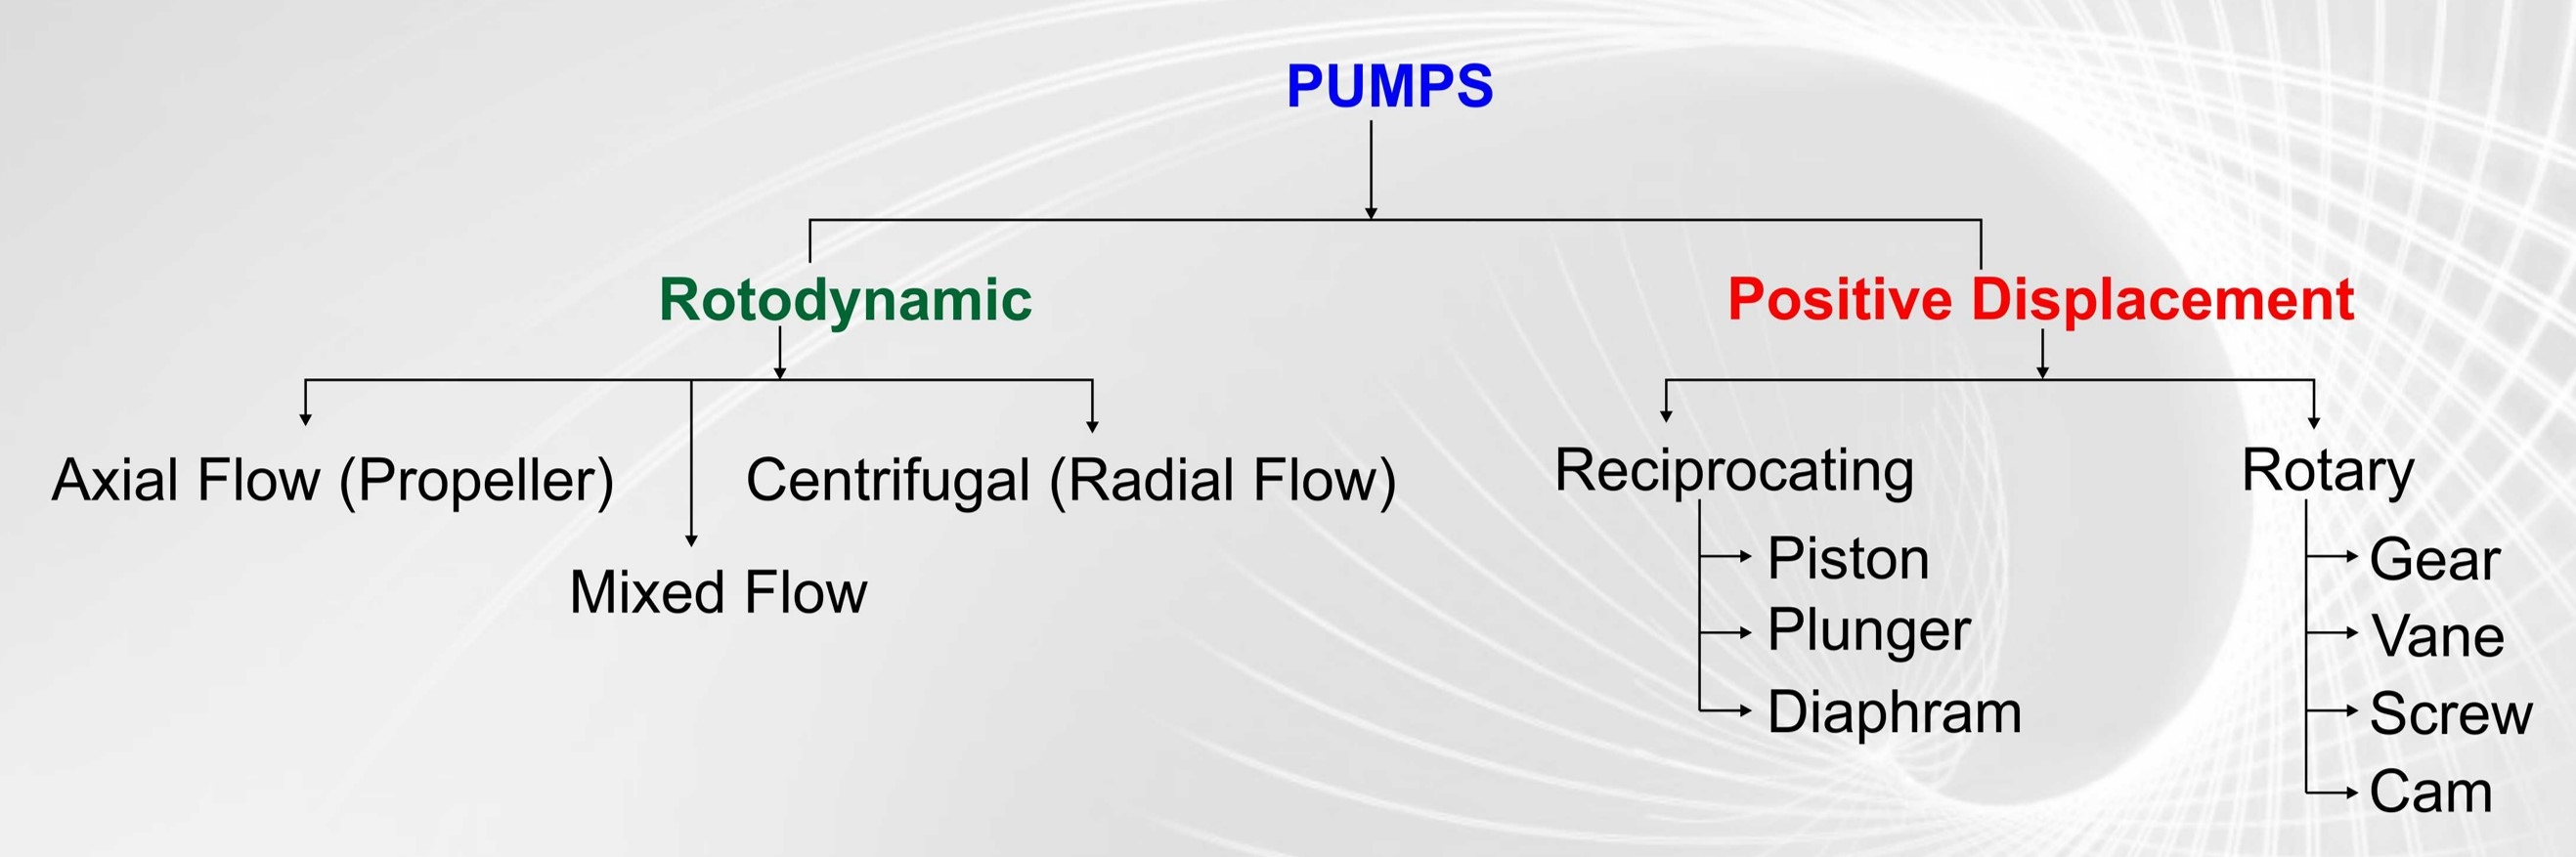 PUMPS
Rotodynamic
Positive Displacement
Axial Flow (Propeller)
Centrifugal (Radial Flow)
Mixed Flow
Reciprocating
Piston
Plunger
Diaphram
Rotary
Gear
Vane
Screw
Cam